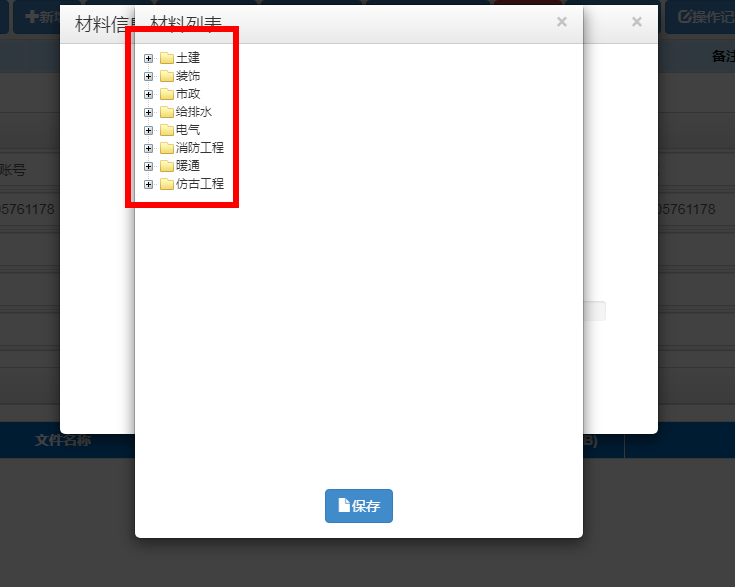 新
操作记
材料信
材料列表
×
×
备注
土建
装饰
市政
给排水
电气
消防工程
暖通
仿古工程
账号
05761178
05761178
文件名称
B)
保存